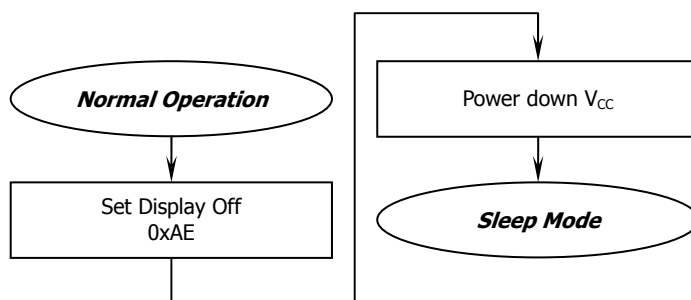 Normal Operation
Set Display Off
0xAE
Power down VCC
Sleep Mode